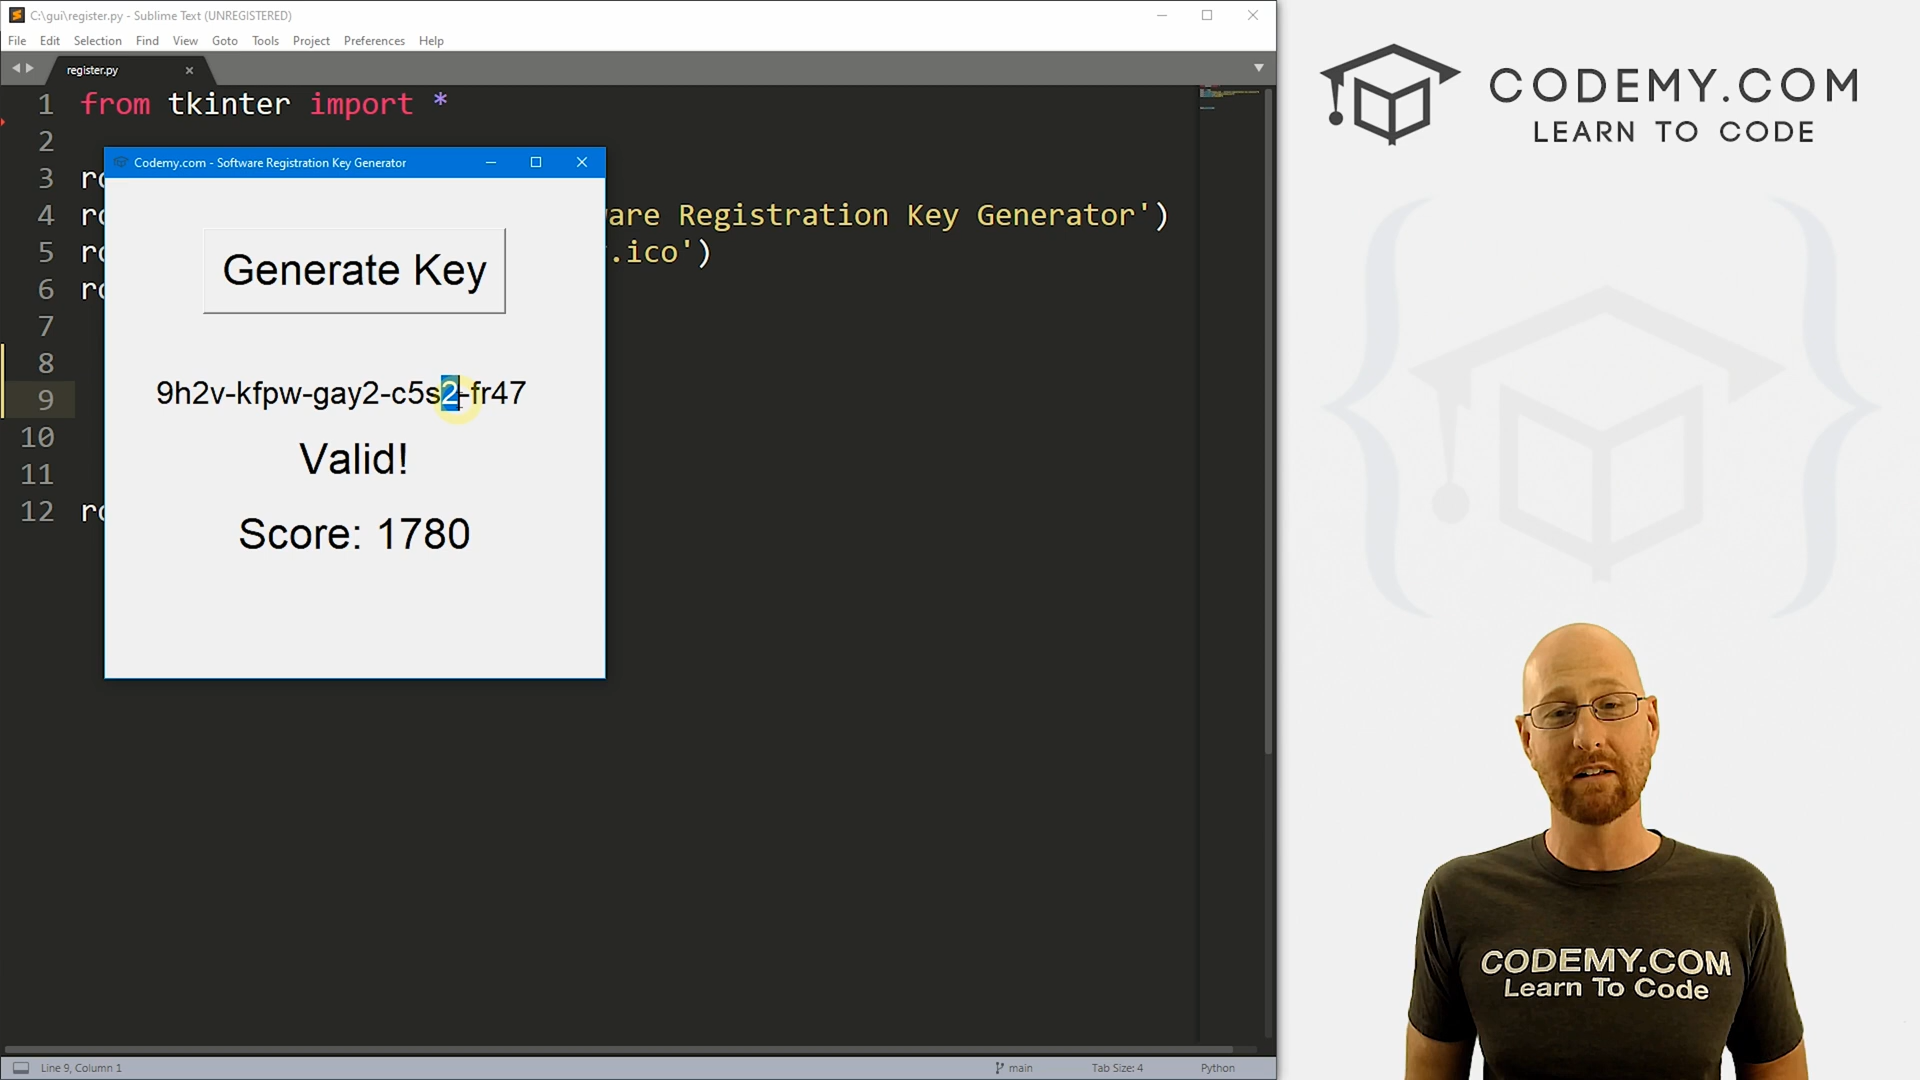 C:\gui\register.py - Sublime Text (UNREGISTERED)
File Edit Selection Find View Goto Tools Project Preferences Help
register.py
1 from tkinter import *
2
3 ro
4 ro are Registration Key Generator')
5 ro .ico')
6 ro
7
8
9
10
11
12 ro
Codemy.com - Software Registration Key Generator
Generate Key
9h2v-kfpw-gay2-c5s2-fr47
Valid!
Score: 1780
Line 9, Column 1 main Tab Size: 4 Python
CODEMY.COM
LEARN TO CODE
CODEMY.COM
Learn To Code